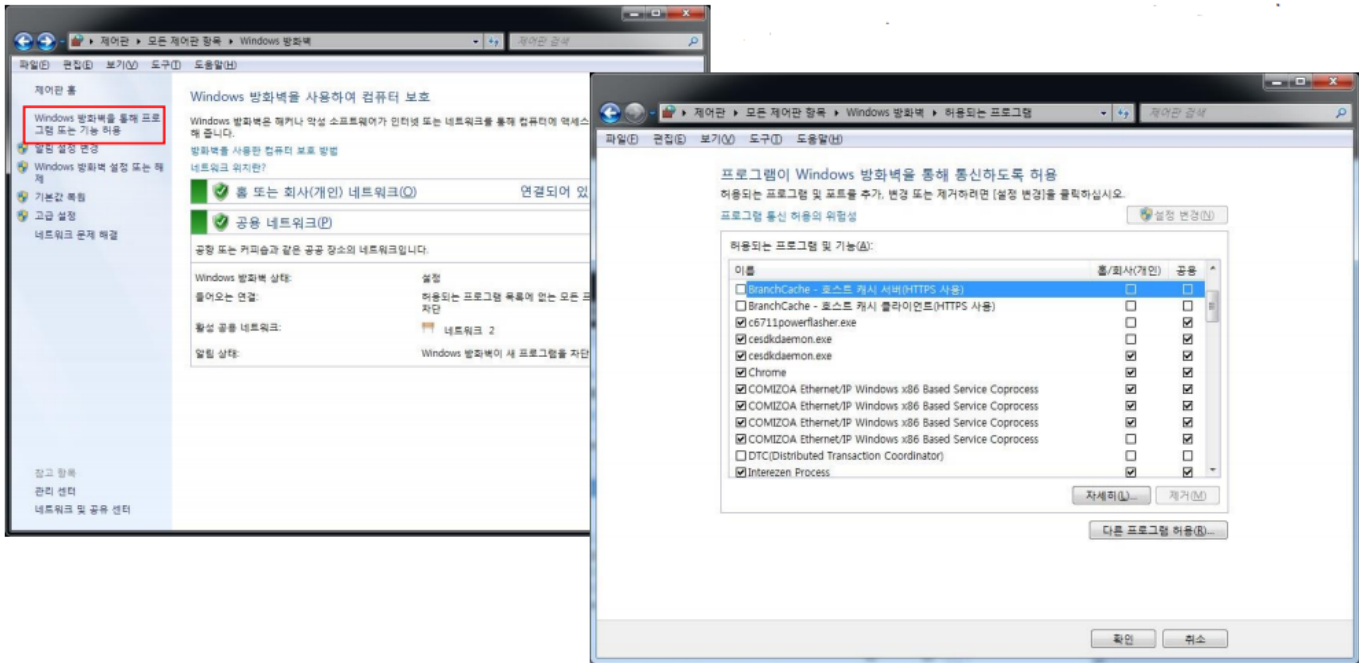 제어판 ▸ 모든 제어판 항목 ▸ Windows 방화벽
제어판 검색
파일(F) 편집(E) 보기(V) 도구(T) 도움말(H)
제어판 홈
Windows 방화벽을 통해 프로
그램 또는 기능 허용
알림 설정 변경
Windows 방화벽 설정 또는 해
제
기본값 복원
고급 설정
네트워크 문제 해결
참고 항목
관리 센터
네트워크 및 공유 센터
Windows 방화벽을 사용하여 컴퓨터 보호
Windows 방화벽은 해커나 악성 소프트웨어가 인터넷 또는 네트워크를 통해 컴퓨터에 액세스
해 줍니다.
방화벽을 사용한 컴퓨터 보호 방법
네트워크 위치란?
홈 또는 회사(개인) 네트워크(O) 연결되어 있
공용 네트워크(P)
공항 또는 커피숍과 같은 공공 장소의 네트워크입니다.
Windows 방화벽 상태: 설정
들어오는 연결: 허용되는 프로그램 목록에 없는 모든 프
차단
활성 공용 네트워크: 네트워크 2
알림 상태: Windows 방화벽이 새 프로그램을 차단
제어판 ▸ 모든 제어판 항목 ▸ Windows 방화벽 ▸ 허용되는 프로그램
제어판 검색
파일(F) 편집(E) 보기(V) 도구(T) 도움말(H)
프로그램이 Windows 방화벽을 통해 통신하도록 허용
허용되는 프로그램 및 포트를 추가, 변경 또는 제거하려면 [설정 변경]을 클릭하십시오.
프로그램 통신 허용의 위험성 설정 변경(N)
허용되는 프로그램 및 기능(A):
이름 홈/회사(개인) 공용
BranchCache - 호스트 캐시 서버(HTTPS 사용)
BranchCache - 호스트 캐시 클라이언트(HTTPS 사용)
c6711powerflasher.exe
cesdkdaemon.exe
cesdkdaemon.exe
Chrome
COMIZOA Ethernet/IP Windows x86 Based Service Coprocess
COMIZOA Ethernet/IP Windows x86 Based Service Coprocess
COMIZOA Ethernet/IP Windows x86 Based Service Coprocess
COMIZOA Ethernet/IP Windows x86 Based Service Coprocess
DTC(Distributed Transaction Coordinator)
Interezen Process
자세히(L)... 제거(M)
다른 프로그램 허용(R)...
확인 취소